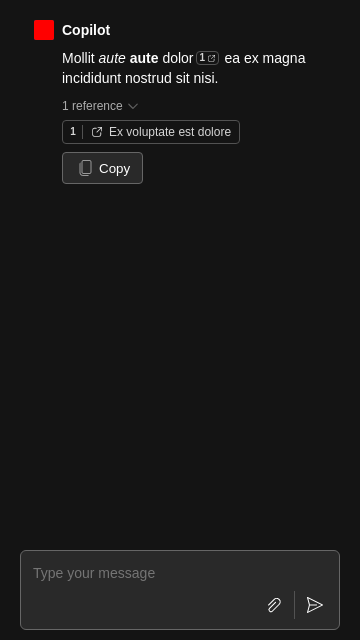 Copilot
Mollit aute aute dolor 1 ea ex magna
incididunt nostrud sit nisi.
1 reference
1 Ex voluptate est dolore
Copy
Type your message